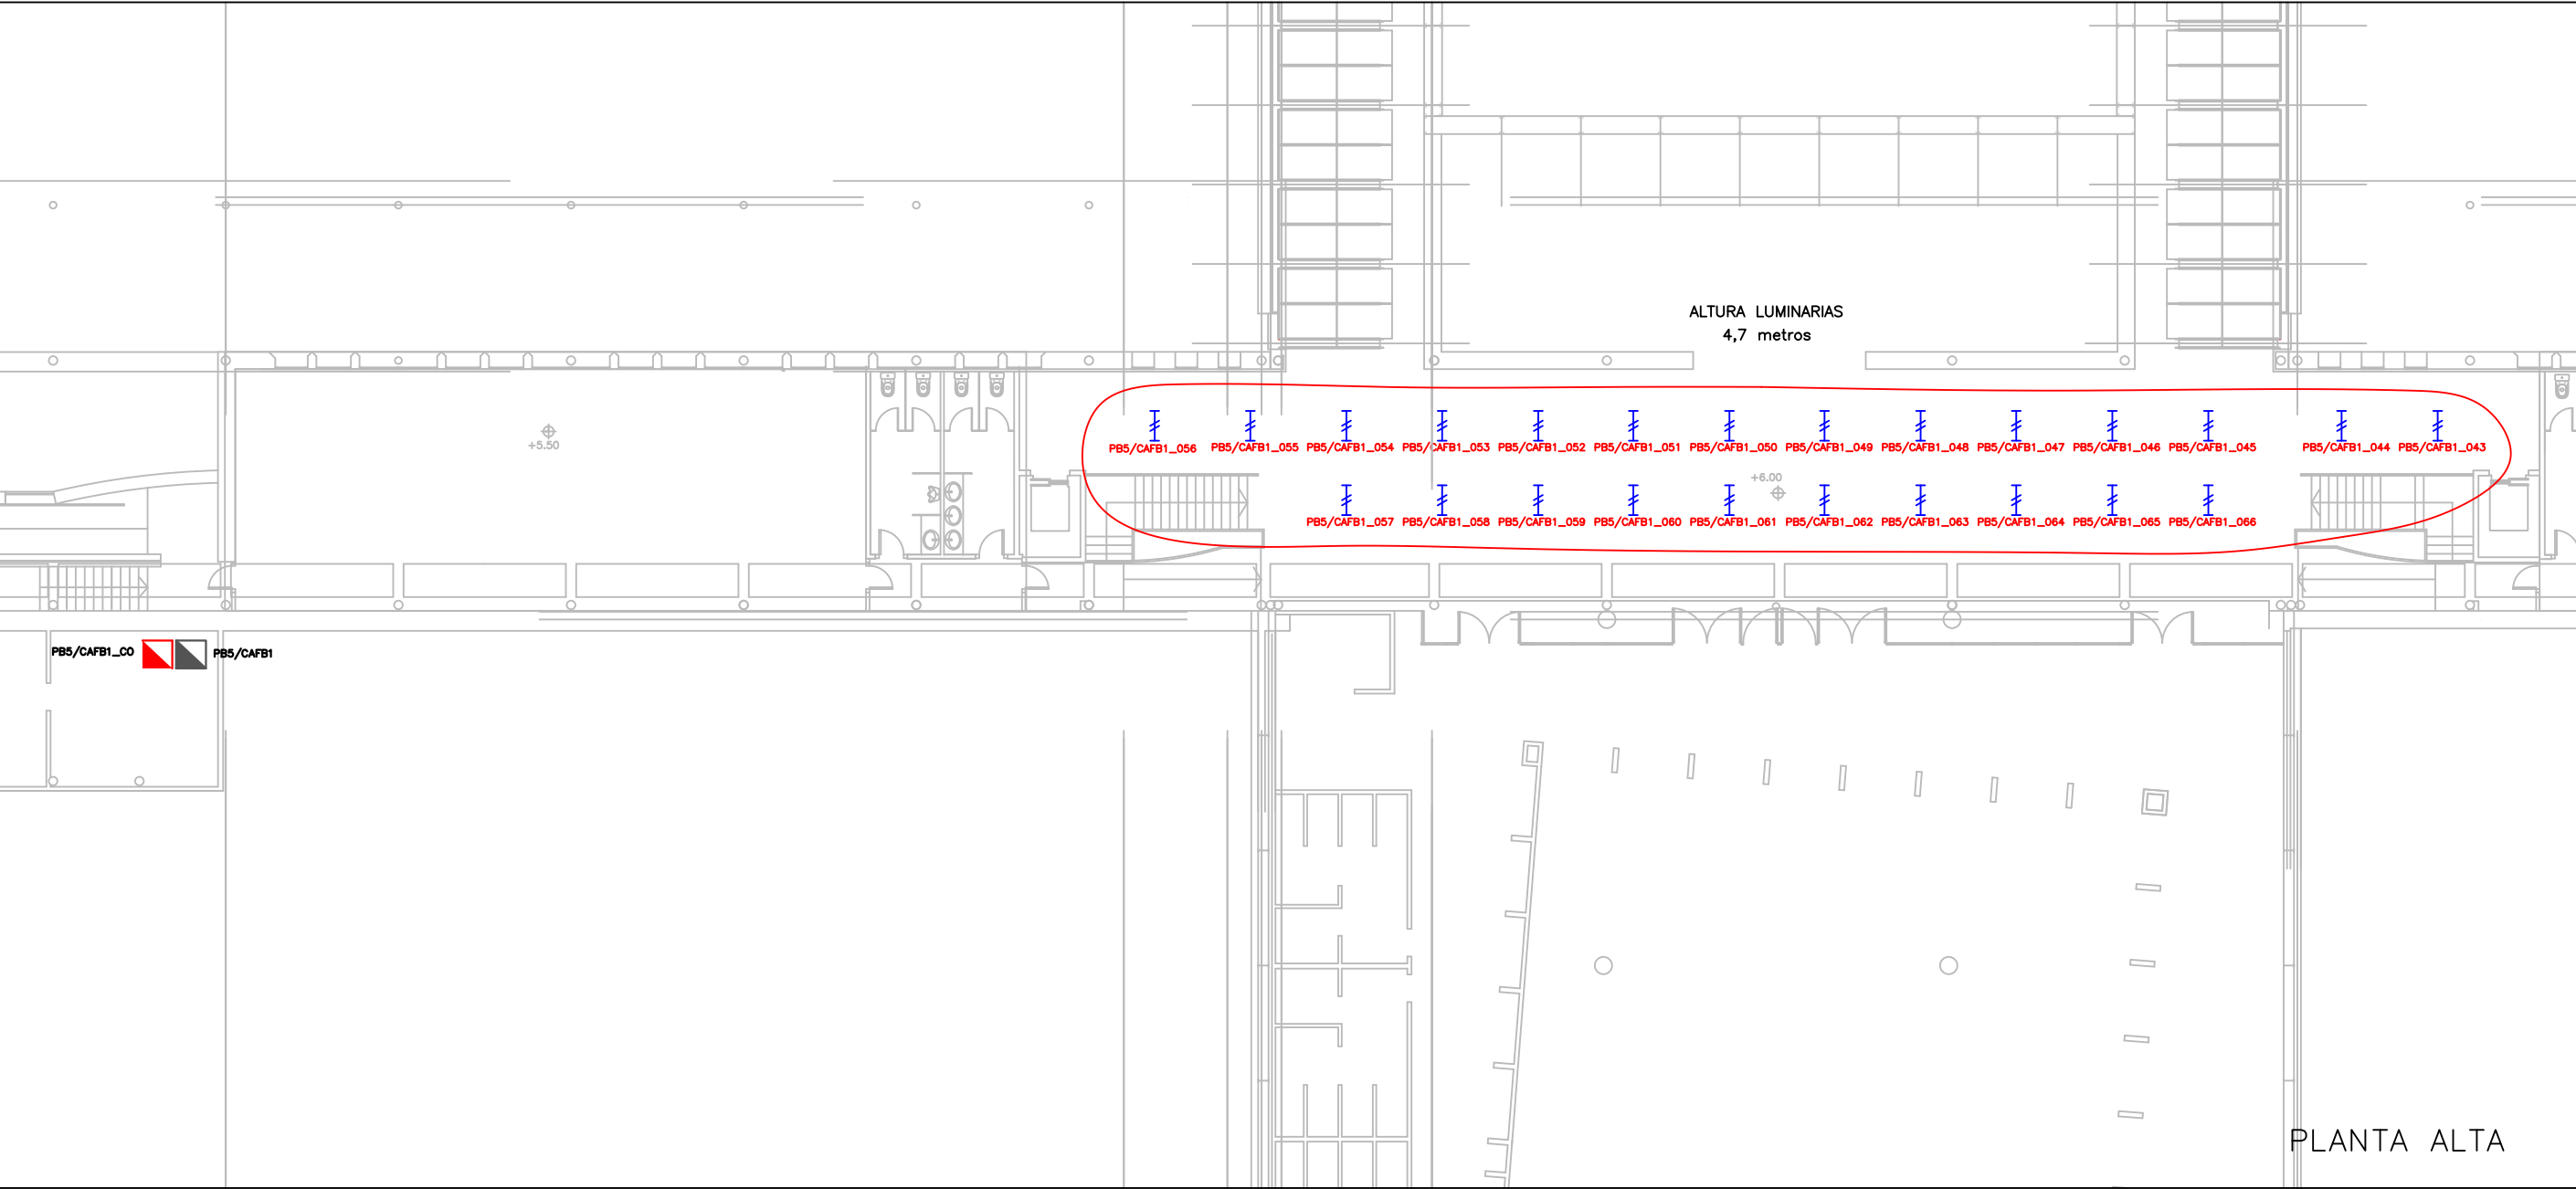 ALTURA LUMINARIAS
4,7 metros
+5.50
PB5/CAFB1_056 PB5/CAFB1_055 PB5/CAFB1_054 PB5/CAFB1_053 PB5/CAFB1_052 PB5/CAFB1_051 PB5/CAFB1_050 PB5/CAFB1_049 PB5/CAFB1_048 PB5/CAFB1_047 PB5/CAFB1_046 PB5/CAFB1_045 PB5/CAFB1_044 PB5/CAFB1_043
+6.00
PB5/CAFB1_057 PB5/CAFB1_058 PB5/CAFB1_059 PB5/CAFB1_060 PB5/CAFB1_061 PB5/CAFB1_062 PB5/CAFB1_063 PB5/CAFB1_064 PB5/CAFB1_065 PB5/CAFB1_066
PB5/CAFB1_CO PB5/CAFB1
PLANTA ALTA